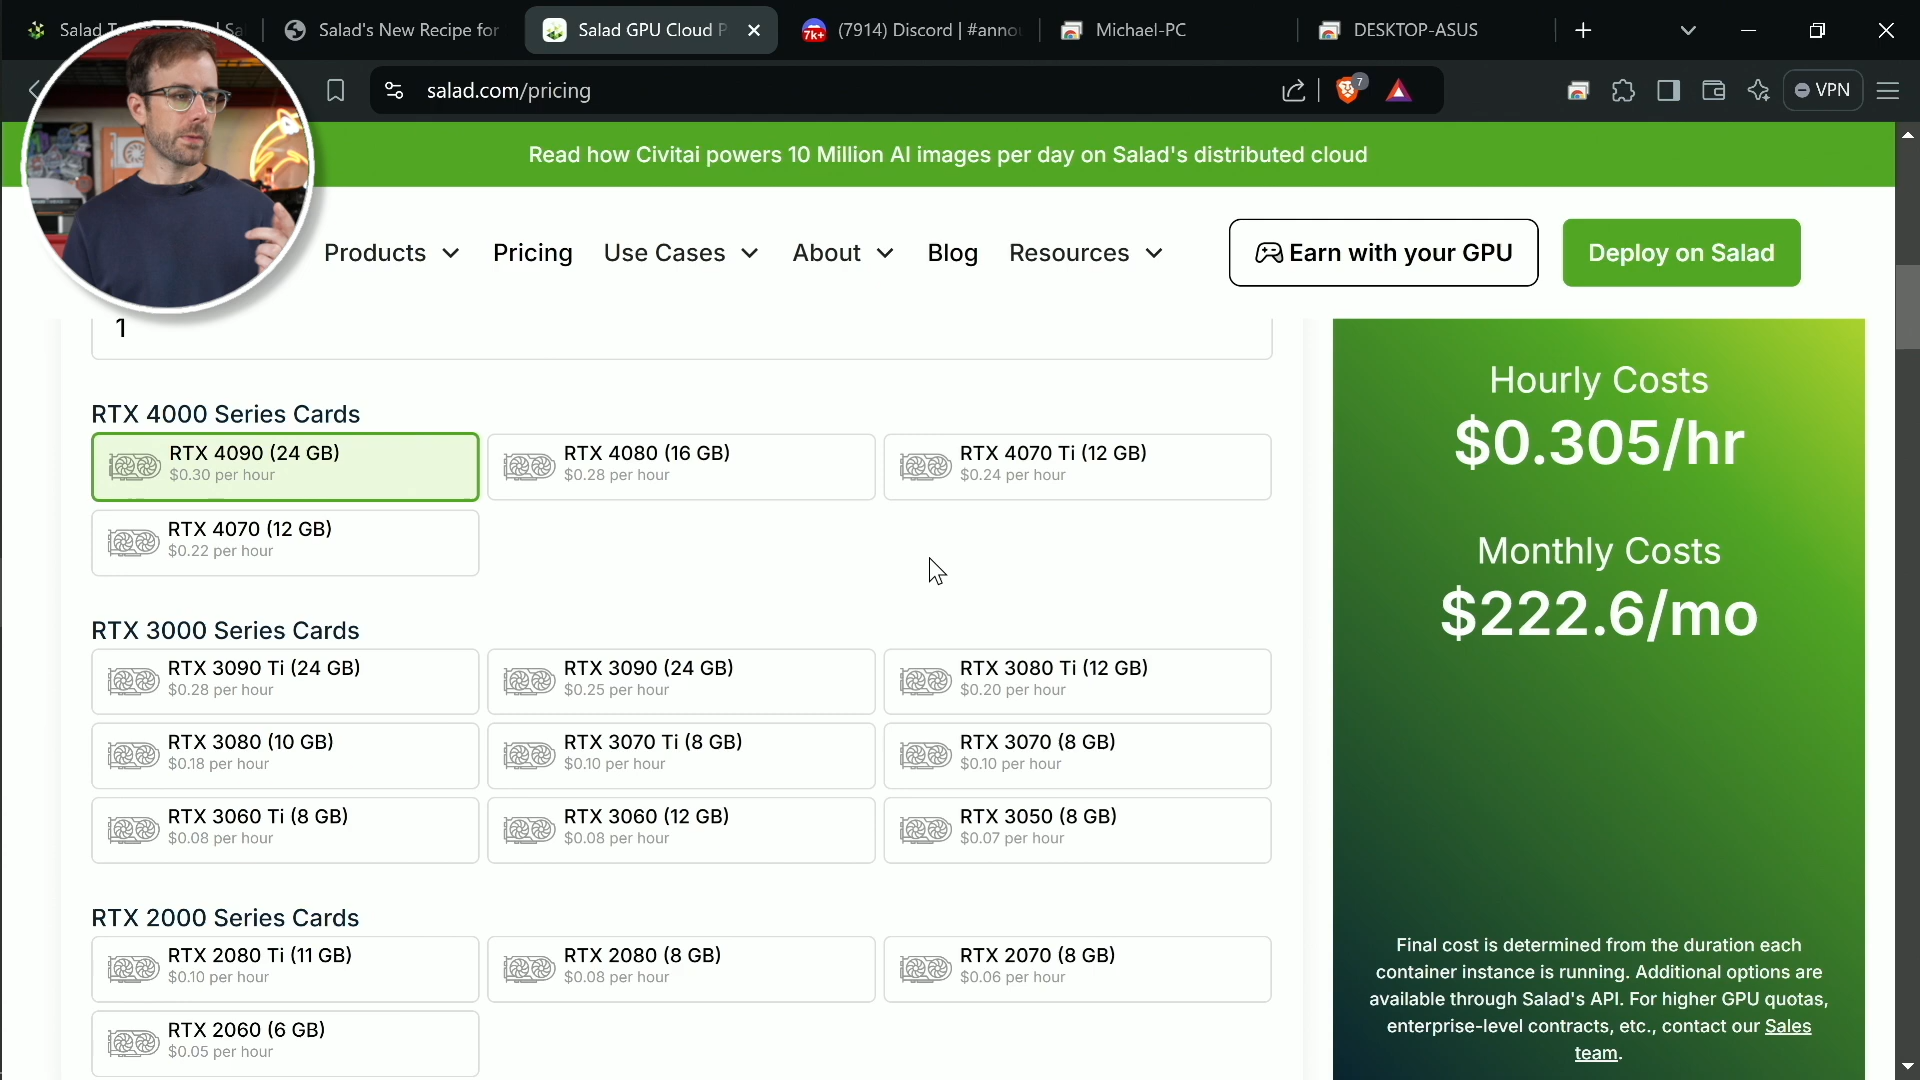 Salad
Salad's New Recipe for
Salad GPU Cloud P
(7914) Discord | #annou
Michael-PC
DESKTOP-ASUS
7k+
salad.com/pricing
7
VPN
Read how Civitai powers 10 Million AI images per day on Salad's distributed cloud
Products
Pricing
Use Cases
About
Blog
Resources
Earn with your GPU
Deploy on Salad
1
RTX 4000 Series Cards
RTX 4090 (24 GB)
$0.30 per hour
RTX 4080 (16 GB)
$0.28 per hour
RTX 4070 Ti (12 GB)
$0.24 per hour
RTX 4070 (12 GB)
$0.22 per hour
RTX 3000 Series Cards
RTX 3090 Ti (24 GB)
$0.28 per hour
RTX 3090 (24 GB)
$0.25 per hour
RTX 3080 Ti (12 GB)
$0.20 per hour
RTX 3080 (10 GB)
$0.18 per hour
RTX 3070 Ti (8 GB)
$0.10 per hour
RTX 3070 (8 GB)
$0.10 per hour
RTX 3060 Ti (8 GB)
$0.08 per hour
RTX 3060 (12 GB)
$0.08 per hour
RTX 3050 (8 GB)
$0.07 per hour
RTX 2000 Series Cards
RTX 2080 Ti (11 GB)
$0.10 per hour
RTX 2080 (8 GB)
$0.08 per hour
RTX 2070 (8 GB)
$0.06 per hour
RTX 2060 (6 GB)
$0.05 per hour
Hourly Costs
$0.305/hr
Monthly Costs
$222.6/mo
Final cost is determined from the duration each
container instance is running. Additional options are
available through Salad's API. For higher GPU quotas,
enterprise-level contracts, etc., contact our Sales
team.